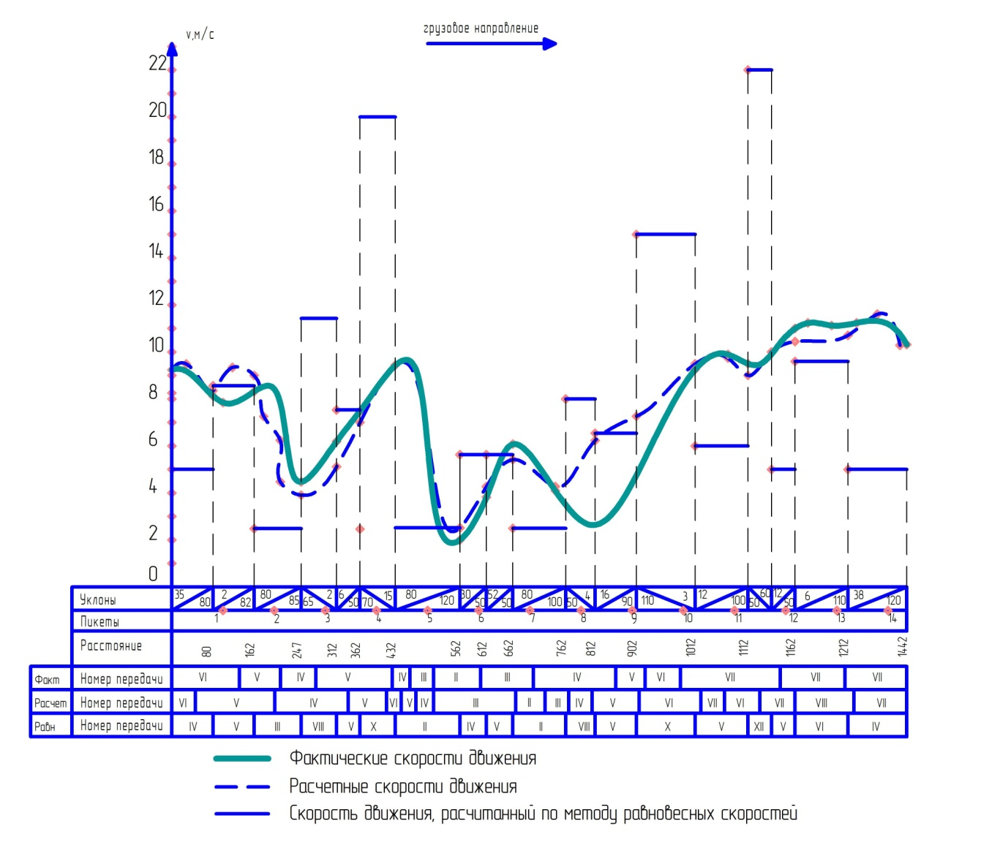 v,м/с
грузовое направление
22
20
18
16
14
12
10
8
6
4
2
0
Уклоны 35 80 2 82 80 85 65 2 6 50 70 15 80 120 30 50 52 50 80 100 50 4 16 90 110 3 12 100 50 60 12 50 6 110 38 120
Пикеты 1 2 3 4 5 6 7 8 9 10 11 12 13 14
Расстояние 80 162 247 312 362 432 562 612 662 762 812 902 1012 1112 1162 1212 1442
Факт Номер передачи VI V IV V IV III II III IV V VI VII VII VII
Расчет Номер передачи VI V IV V VI V IV III II III IV V VI VII VI VII VIII VII
Равн Номер передачи IV V III VIII V X II IV V II VIII V X V XII V VI IV
Фактические скорости движения
Расчетные скорости движения
Скорость движения, расчитанный по методу равновесных скоростей